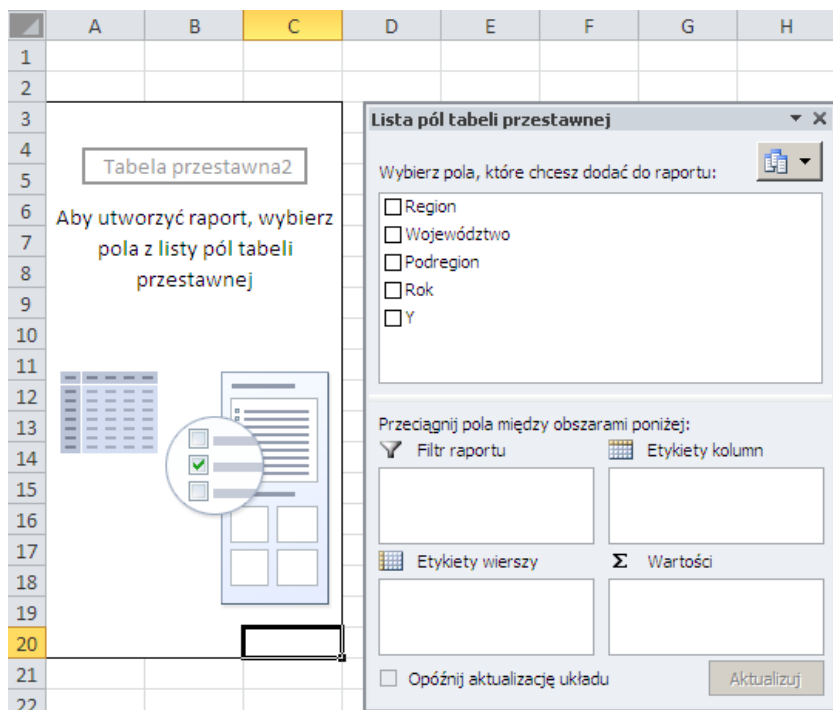 A B C D E F G H
1
2
3 Lista pól tabeli przestawnej
4
Tabela przestawna2
5 Wybierz pola, które chcesz dodać do raportu:
6 Aby utworzyć raport, wybierz Region
7 pola z listy pól tabeli Województwo
8 przestawnej Podregion
9 Rok
10 Y
11
12
13 Przeciągnij pola między obszarami poniżej:
14 Filtr raportu Etykiety kolumn
15
16
17 Etykiety wierszy Σ Wartości
18
19
20
21 Opóźnij aktualizację układu Aktualizuj
22